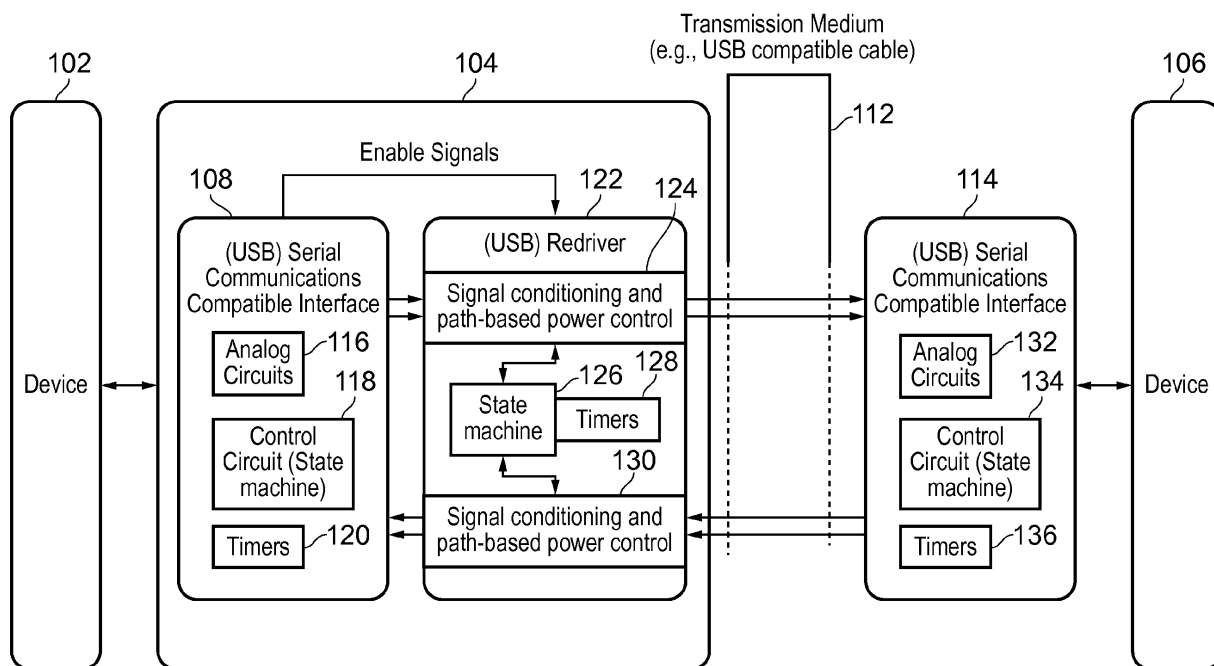 Transmission Medium
(e.g., USB compatible cable)
102
104
106
112
Enable Signals
108
122
124
114
(USB) Serial
Communications
Compatible Interface
(USB) Redriver
(USB) Serial
Communications
Compatible Interface
Signal conditioning and
path-based power control
Analog
Circuits
116
118
Control
Circuit (State
machine)
Timers
120
State
machine
126
128
Timers
130
Signal conditioning and
path-based power control
Analog
Circuits
132
134
Control
Circuit (State
machine)
Timers
136
Device
Device